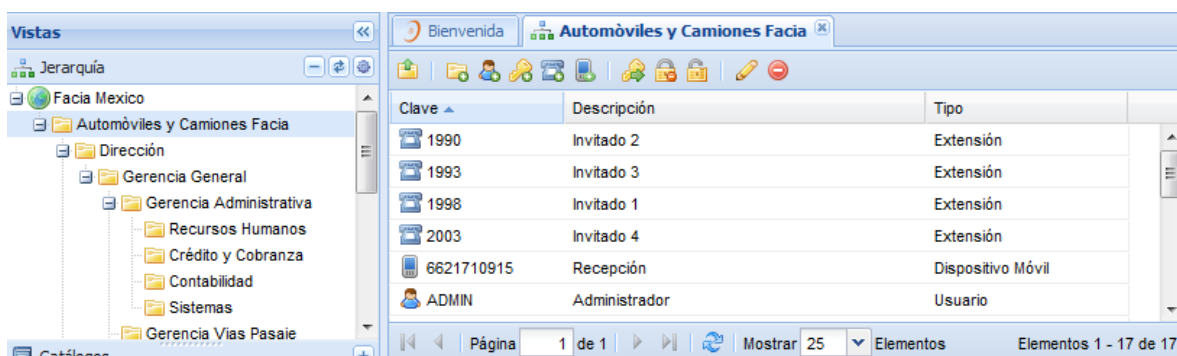 Vistas
Jerarquía
Facia Mexico
Automòviles y Camiones Facia
Dirección
Gerencia General
Gerencia Administrativa
Recursos Humanos
Crédito y Cobranza
Contabilidad
Sistemas
Gerencia Vias Pasaje
Catálogos
Bienvenida
Automòviles y Camiones Facia
Clave Descripción Tipo
1990 Invitado 2 Extensión
1993 Invitado 3 Extensión
1998 Invitado 1 Extensión
2003 Invitado 4 Extensión
6621710915 Recepción Dispositivo Móvil
ADMIN Administrador Usuario
Página 1 de 1 Mostrar 25 Elementos Elementos 1 - 17 de 17